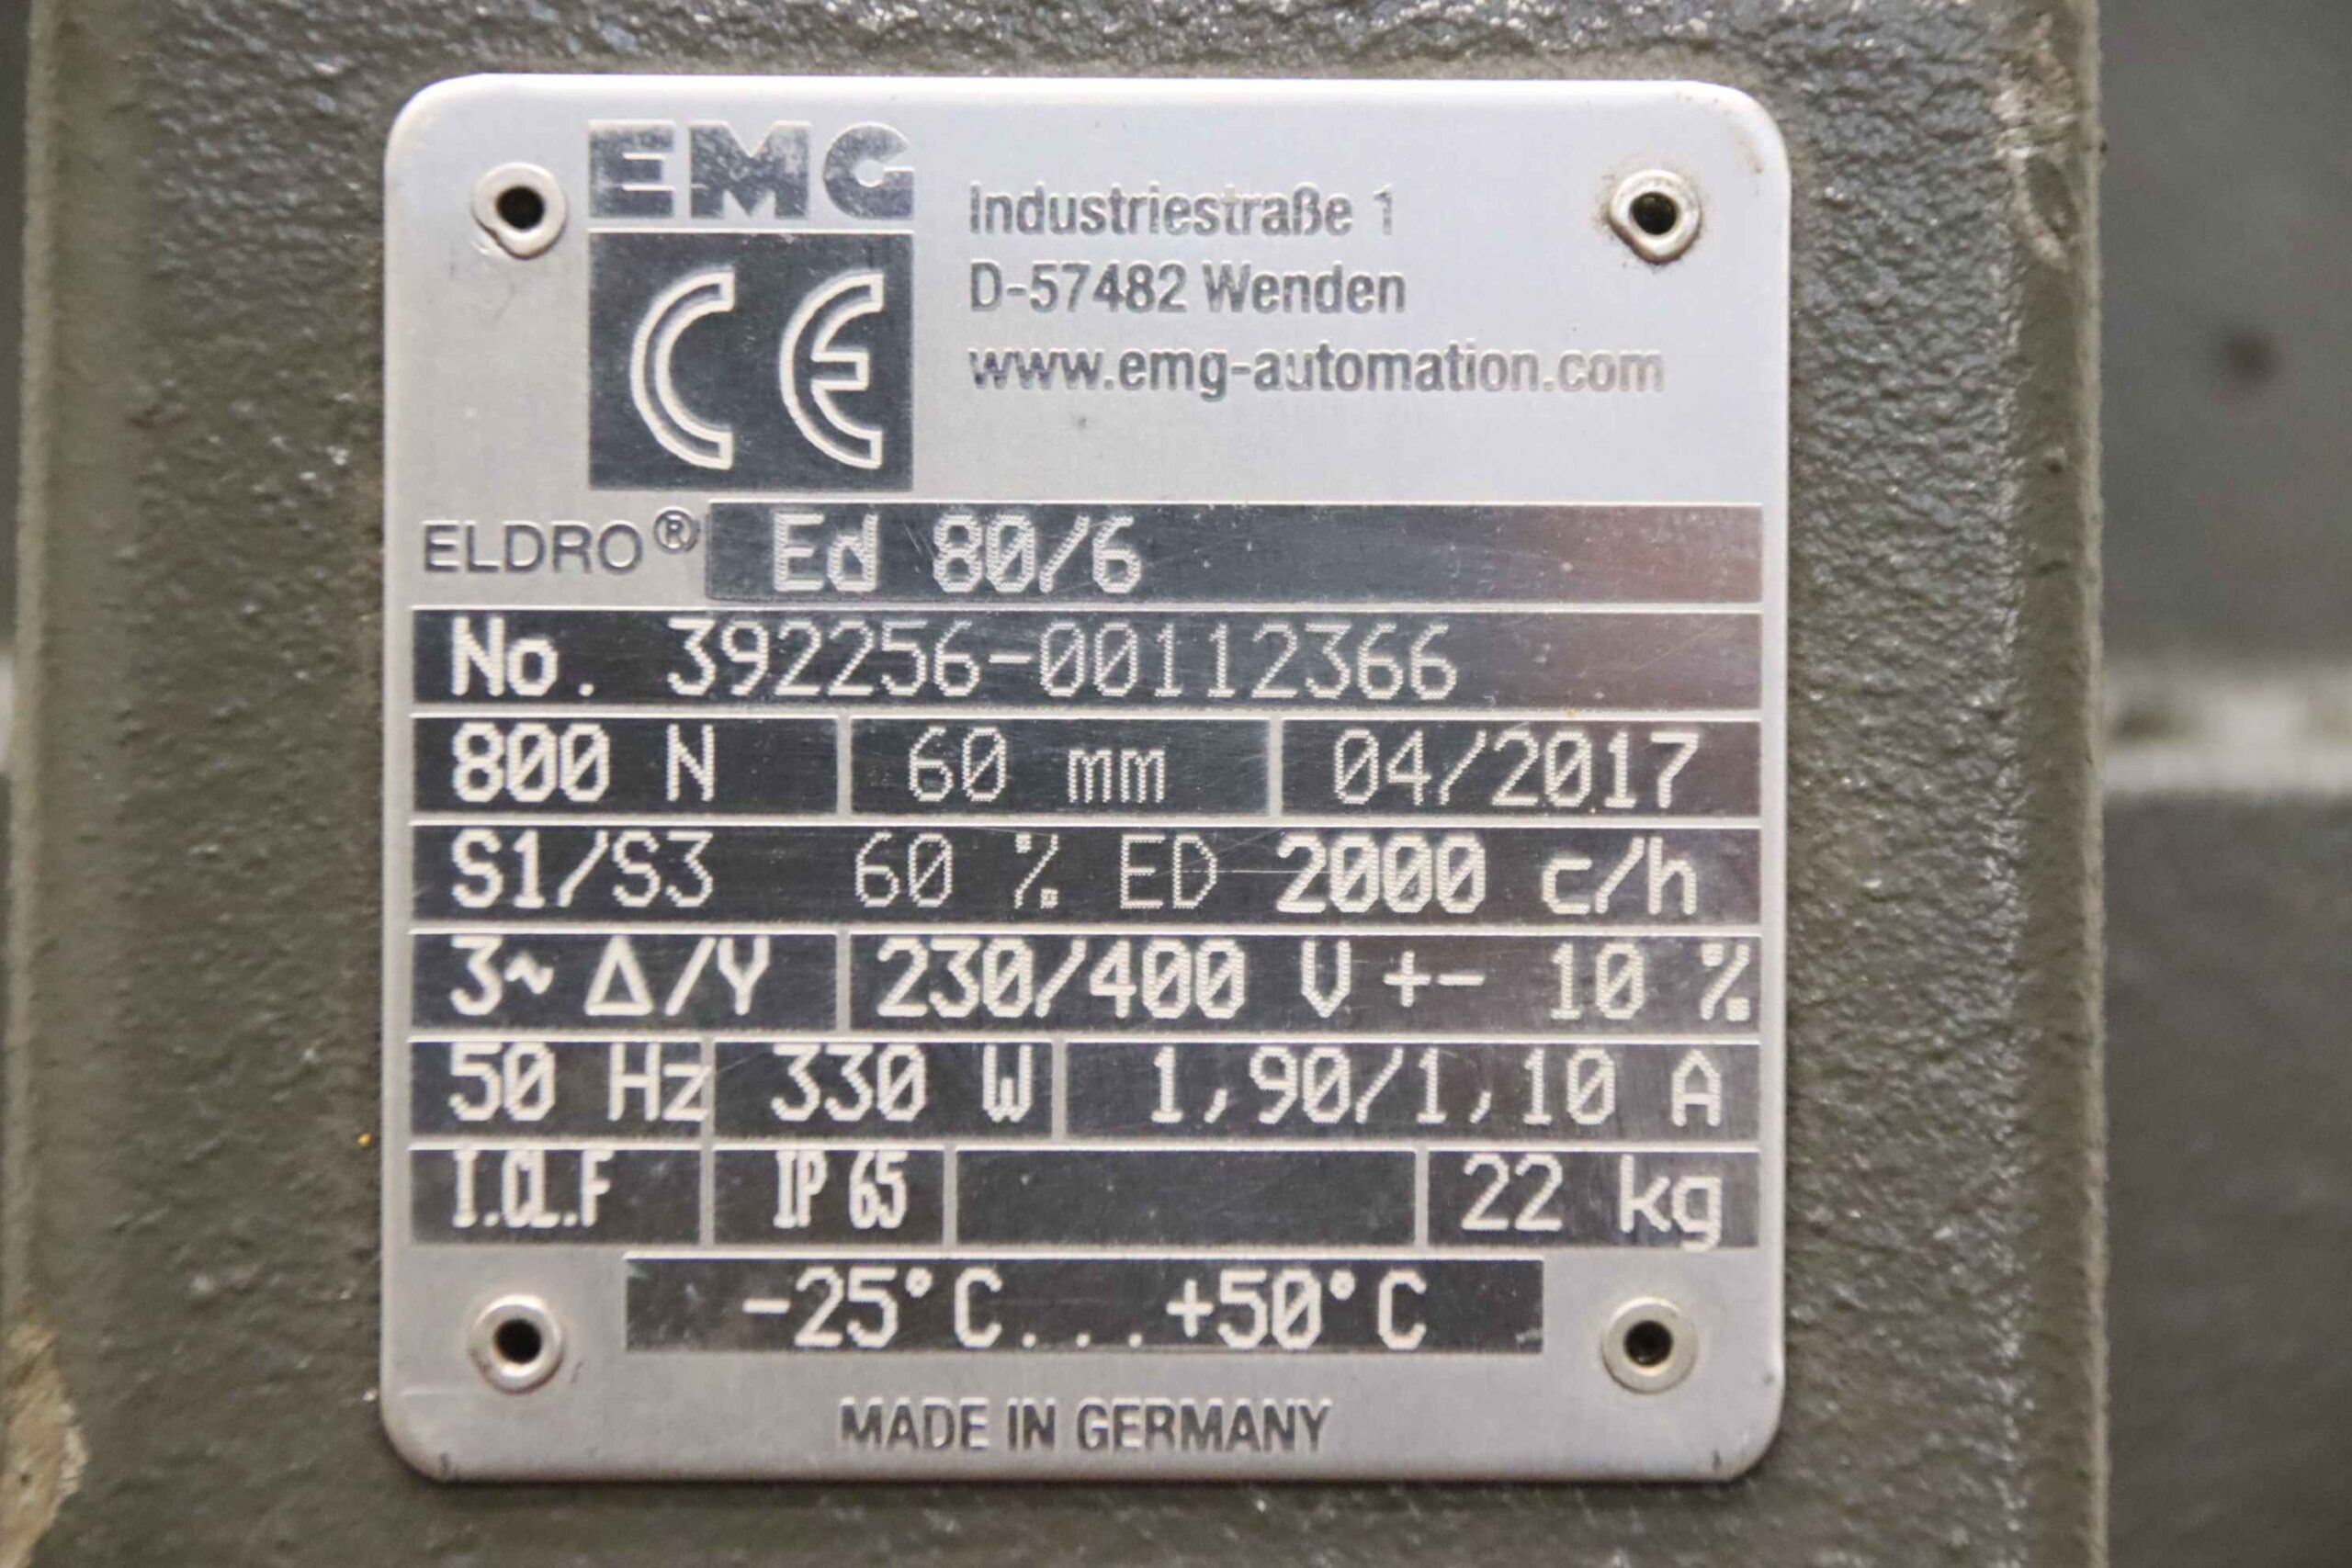 EMG
CE
Industriestraße 1
D-57482 Wenden
www.emg-automation.com
ELDRO® Ed 80/6
No. 392256-00112366
800 N 60 mm 04/2017
S1/S3 60 % ED 2000 c/h
3~ Δ/Y 230/400 V +- 10 %
50 Hz 330 W 1,90/1,10 A
I.CL.F IP 65 22 kg
-25°C...+50°C
MADE IN GERMANY